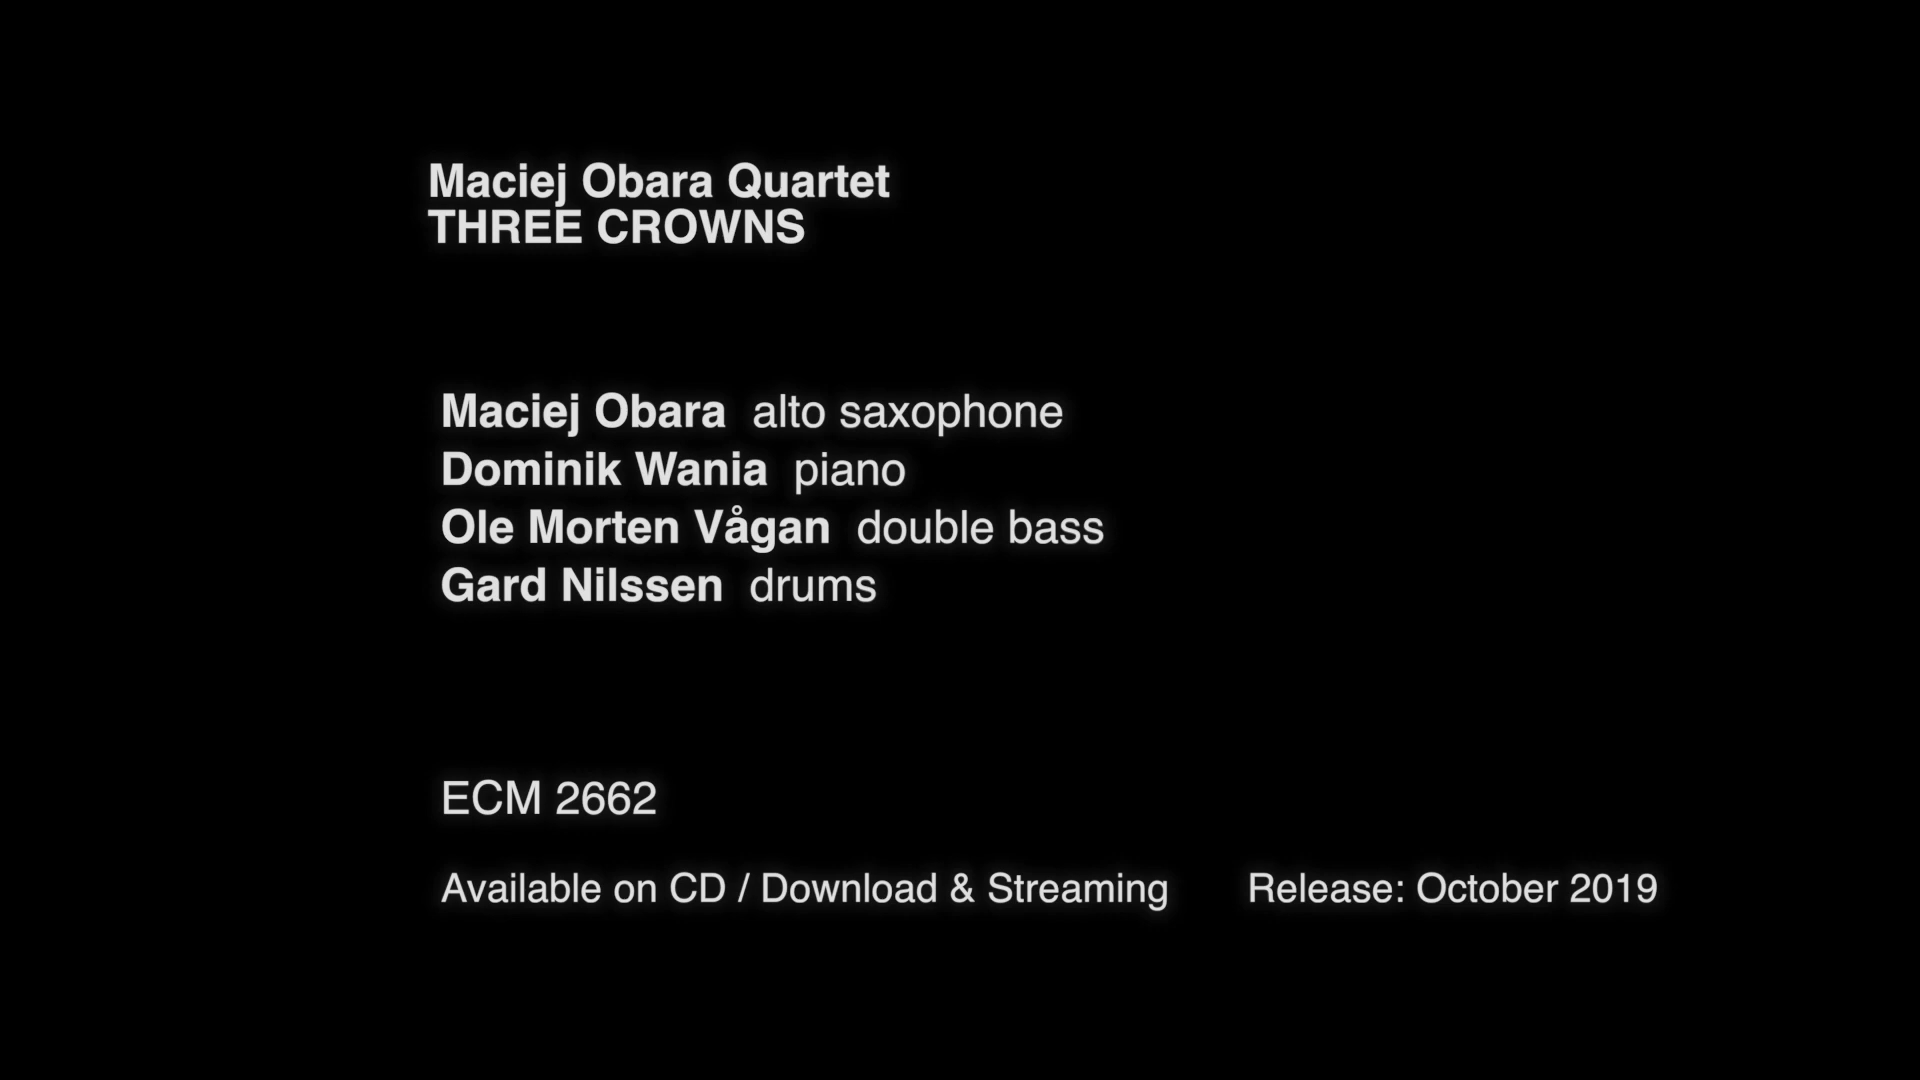 Maciej Obara Quartet
THREE CROWNS
Maciej Obara alto saxophone
Dominik Wania piano
Ole Morten Vågan double bass
Gard Nilssen drums
ECM 2662
Available on CD / Download & Streaming Release: October 2019